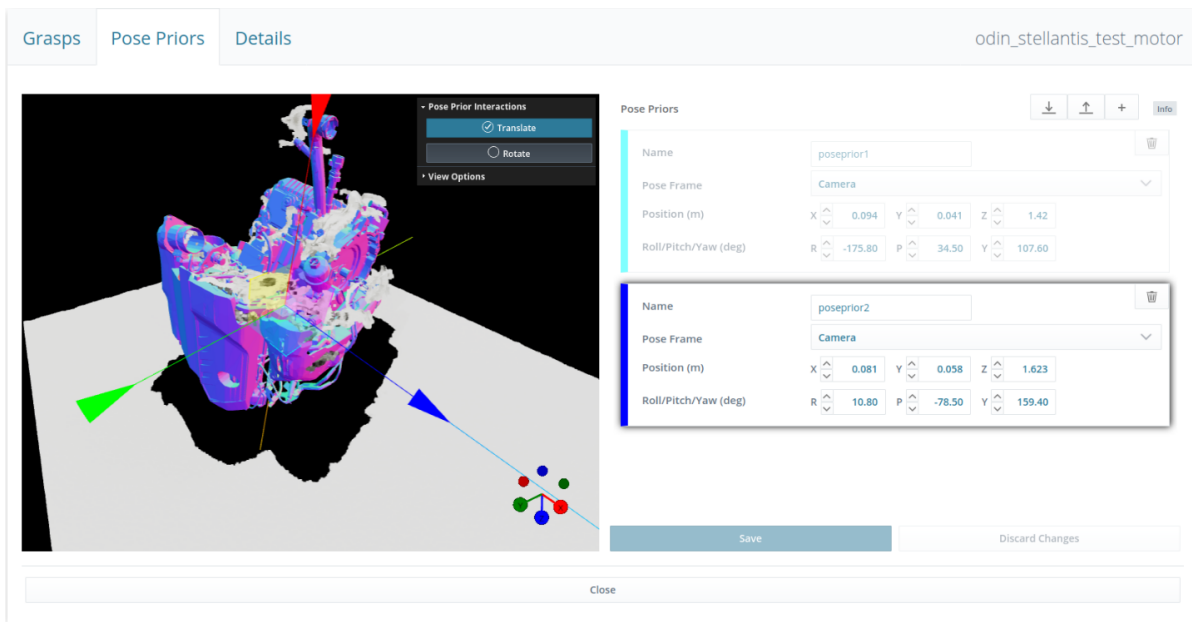 Grasps
Pose Priors
Details
odin_stellantis_test_motor
Pose Prior Interactions
Translate
Rotate
View Options
Pose Priors
Info
Name
poseprior1
Pose Frame
Camera
Position (m)
X 0.094 Y 0.041 Z 1.42
Roll/Pitch/Yaw (deg)
R -175.80 P 34.50 Y 107.60
Name
poseprior2
Pose Frame
Camera
Position (m)
X 0.081 Y 0.058 Z 1.623
Roll/Pitch/Yaw (deg)
R 10.80 P -78.50 Y 159.40
Save
Discard Changes
Close